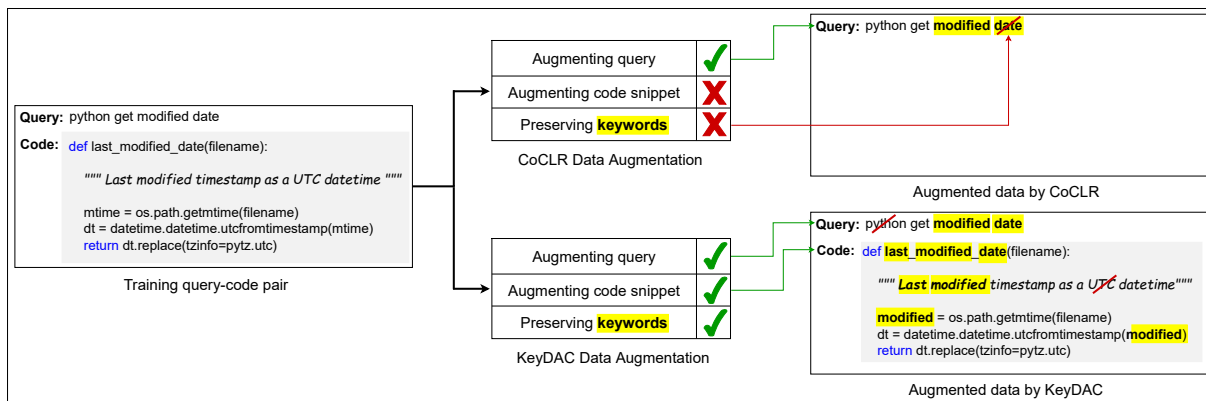 Query: python get modified date
Code: def last_modified_date(filename):
""" Last modified timestamp as a UTC datetime """
mtime = os.path.getmtime(filename)
dt = datetime.datetime.utcfromtimestamp(mtime)
return dt.replace(tzinfo=pytz.utc)
Training query-code pair
Augmenting query
Augmenting code snippet
Preserving keywords
CoCLR Data Augmentation
Augmenting query
Augmenting code snippet
Preserving keywords
KeyDAC Data Augmentation
Query: python get modified date
Augmented data by CoCLR
Query: python get modified date
Code: def last_modified_date(filename):
""" Last modified timestamp as a UTC datetime"""
modified = os.path.getmtime(filename)
dt = datetime.datetime.utcfromtimestamp(modified)
return dt.replace(tzinfo=pytz.utc)
Augmented data by KeyDAC